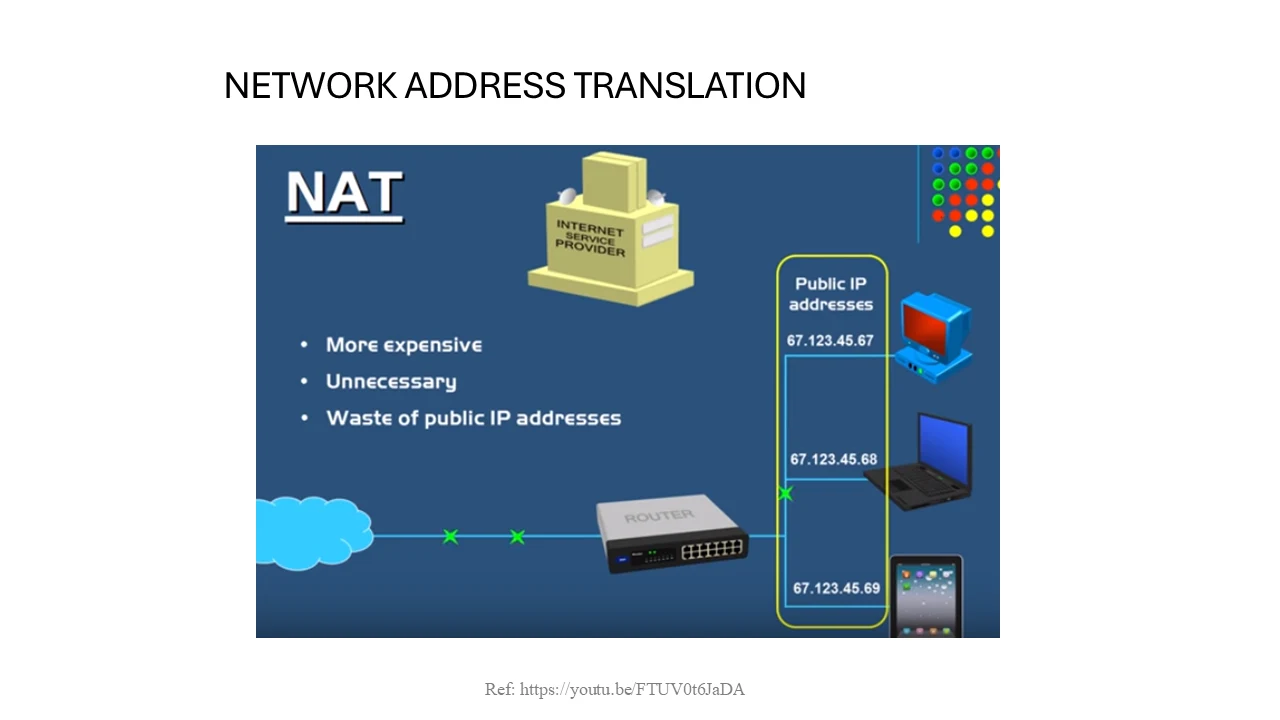 NETWORK ADDRESS TRANSLATION
NAT
INTERNET
SERVICE
PROVIDER
Public IP
addresses
67.123.45.67
• More expensive
• Unnecessary
• Waste of public IP addresses
67.123.45.68
ROUTER
67.123.45.69
Ref: https://youtu.be/FTUV0t6JaDA